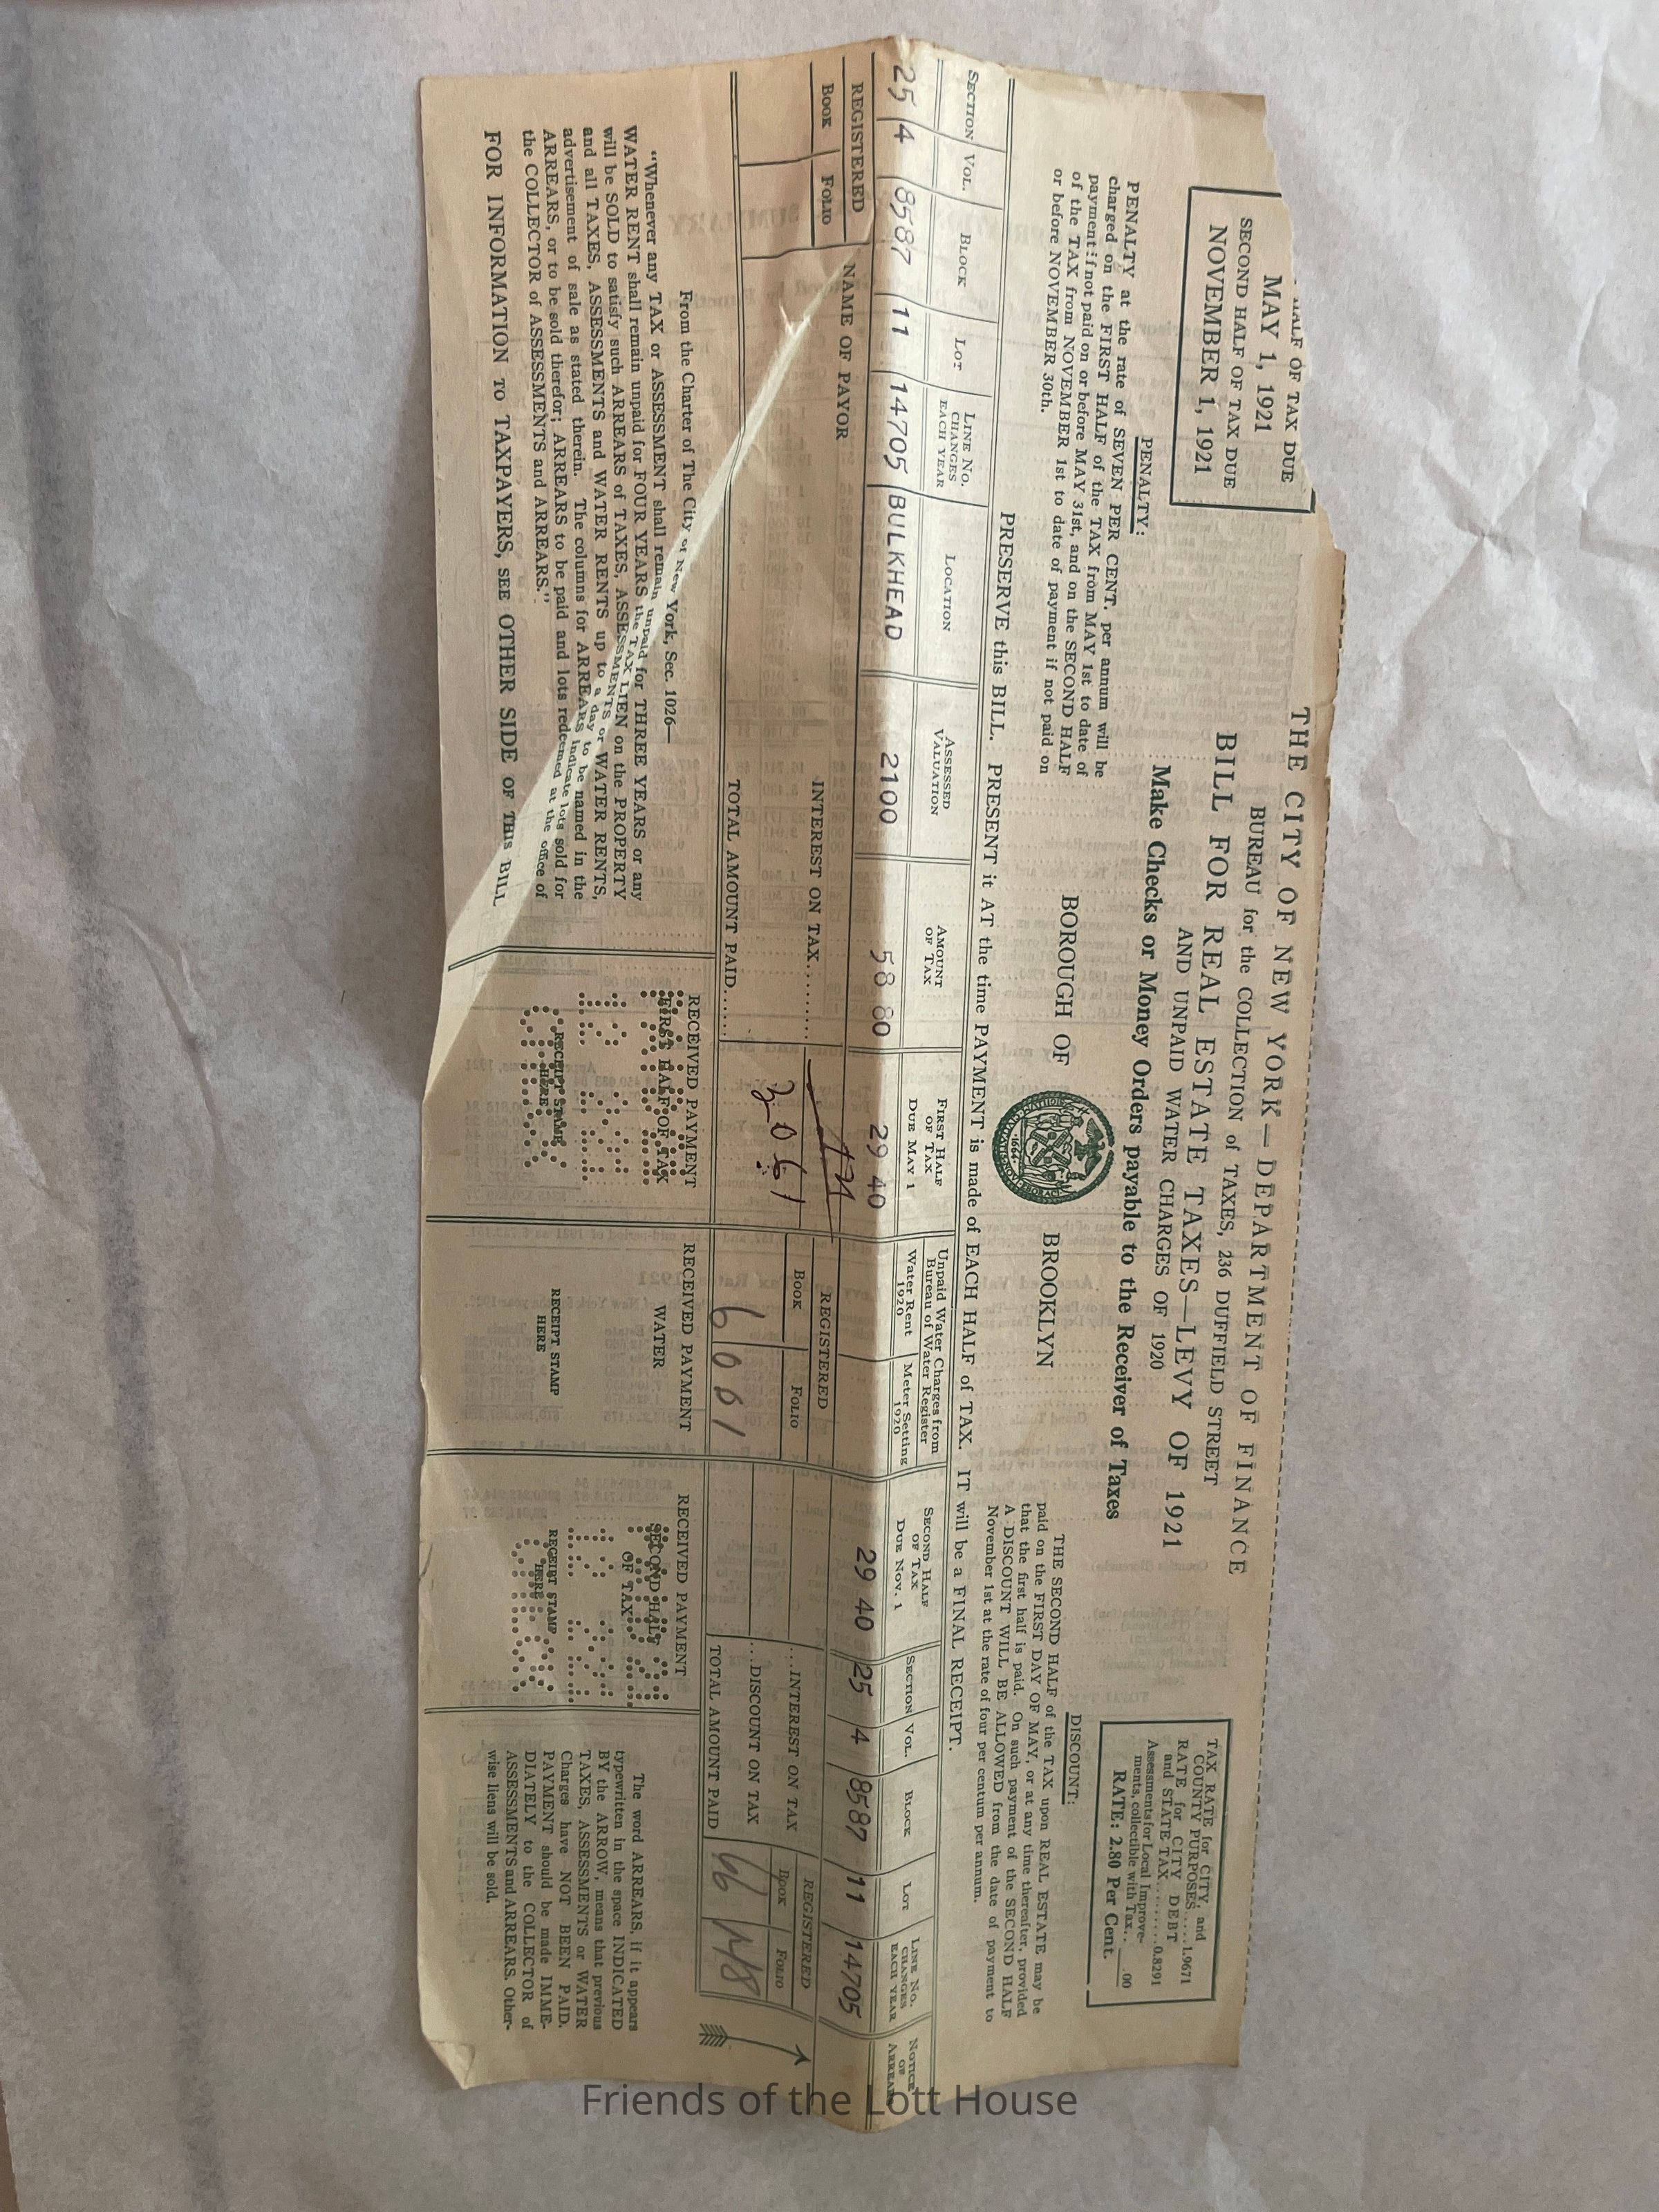 HALF OF TAX DUE
MAY 1, 1921
SECOND HALF OF TAX DUE
NOVEMBER 1, 1921
THE CITY OF NEW YORK—DEPARTMENT OF FINANCE
BUREAU for the COLLECTION of TAXES, 236 DUFFIELD STREET
BILL FOR REAL ESTATE TAXES—LEVY OF 1921
AND UNPAID WATER CHARGES OF 1920
Make Checks or Money Orders payable to the Receiver of Taxes
BOROUGH OF BROOKLYN
TAX RATE for CITY, and
COUNTY PURPOSES.....1.9671
RATE for CITY DEBT
and STATE TAX.........0.8291
Assessments for Local Improve-
ments, collectible with Tax.. .00
RATE: 2.80 Per Cent.
PENALTY:
PENALTY at the rate of SEVEN PER CENT. per annum will be
charged on the FIRST HALF of the TAX from MAY 1st to date of
payment if not paid on or before MAY 31st, and on the SECOND HALF
of the TAX from NOVEMBER 1st to date of payment if not paid on
or before NOVEMBER 30th.
DISCOUNT:
THE SECOND HALF of the TAX upon REAL ESTATE may be
paid on the FIRST DAY OF MAY, or at any time thereafter, provided
that the first half is paid. On such payment of the SECOND HALF
A DISCOUNT WILL BE ALLOWED from the date of payment to
November 1st at the rate of four per centum per annum.
PRESERVE this BILL. PRESENT it AT the time PAYMENT is made of EACH HALF of TAX. IT will be a FINAL RECEIPT.
SECTION VOL. BLOCK LOT LINE NO. CHANGES EACH YEAR LOCATION ASSESSED VALUATION AMOUNT OF TAX FIRST HALF OF TAX DUE MAY 1 Unpaid Water Charges from Bureau of Water Register Water Rent 1920 Meter Setting 1920 SECOND HALF OF TAX DUE NOV. 1 SECTION VOL. BLOCK LOT LINE NO. CHANGES EACH YEAR NOTICE OF ARREARS
25 4 8587 11 14705 BULKHEAD 2100 58 80 29 40 29 40 25 4 8587 11 14705
REGISTERED NAME OF PAYOR
BOOK FOLIO
INTEREST ON TAX..........
TOTAL AMOUNT PAID......
REGISTERED
BOOK FOLIO
6001
...INTEREST ON TAX
...DISCOUNT ON TAX
TOTAL AMOUNT PAID
REGISTERED
BOOK FOLIO
From the Charter of The City of New York, Sec. 1026—
"Whenever any TAX or ASSESSMENT shall remain unpaid for THREE YEARS or any
WATER RENT shall remain unpaid for FOUR YEARS the TAX LIEN on the PROPERTY
will be SOLD to satisfy such ARREARS of TAXES, ASSESSMENTS or WATER RENTS,
and all TAXES, ASSESSMENTS and WATER RENTS up to a day to be named in the
advertisement of sale as stated therein. The columns for ARREARS indicate lots sold for
ARREARS, or to be sold therefor; ARREARS to be paid and lots redeemed at the office of
the COLLECTOR of ASSESSMENTS and ARREARS."
FOR INFORMATION TO TAXPAYERS, SEE OTHER SIDE OF THIS BILL
RECEIVED PAYMENT
FIRST HALF OF TAX
RECEIPT STAMP
HERE
RECEIVED PAYMENT
WATER
RECEIPT STAMP
HERE
RECEIVED PAYMENT
SECOND HALF
OF TAX
RECEIPT STAMP
HERE
The word ARREARS, if it appears
typewritten in the space INDICATED
BY the ARROW, means that previous
TAXES, ASSESSMENTS or WATER
Charges have NOT BEEN PAID.
PAYMENT should be made IMME-
DIATELY to the COLLECTOR of
ASSESSMENTS and ARREARS. Other-
wise liens will be sold.
Friends of the Lott House